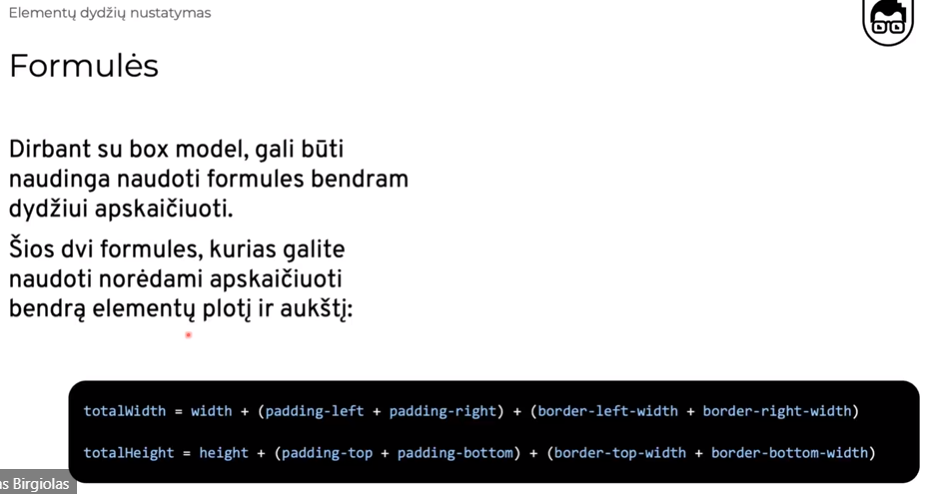 Elementų dydžių nustatymas
Formulės
Dirbant su box model, gali būti
naudinga naudoti formules bendram
dydžiui apskaičiuoti.
Šios dvi formules, kurias galite
naudoti norėdami apskaičiuoti
bendrą elementų plotį ir aukštį:
totalWidth = width + (padding-left + padding-right) + (border-left-width + border-right-width)
totalHeight = height + (padding-top + padding-bottom) + (border-top-width + border-bottom-width)
Birgiolas